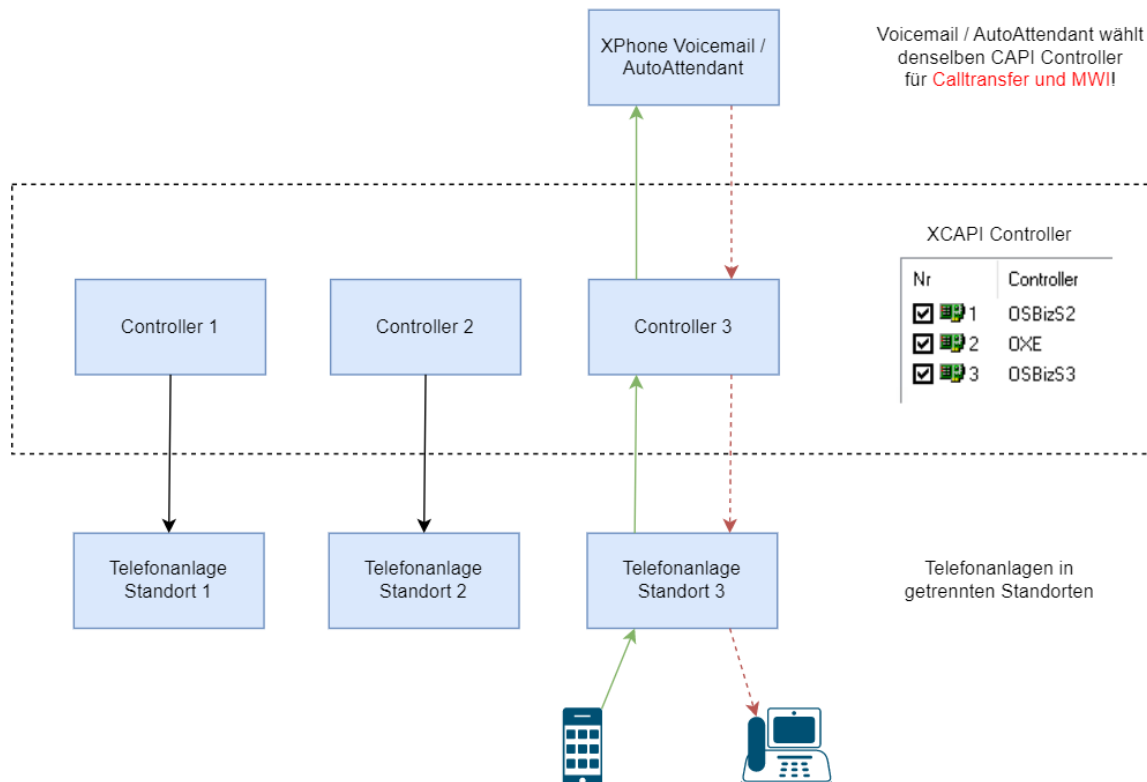 XPhone Voicemail /
AutoAttendant
Voicemail / AutoAttendant wählt
denselben CAPI Controller
für Calltransfer und MWI!
XCAPI Controller
Nr Controller
1 OSBizS2
2 OXE
3 OSBizS3
Controller 1
Controller 2
Controller 3
Telefonanlage
Standort 1
Telefonanlage
Standort 2
Telefonanlage
Standort 3
Telefonanlagen in
getrennten Standorten